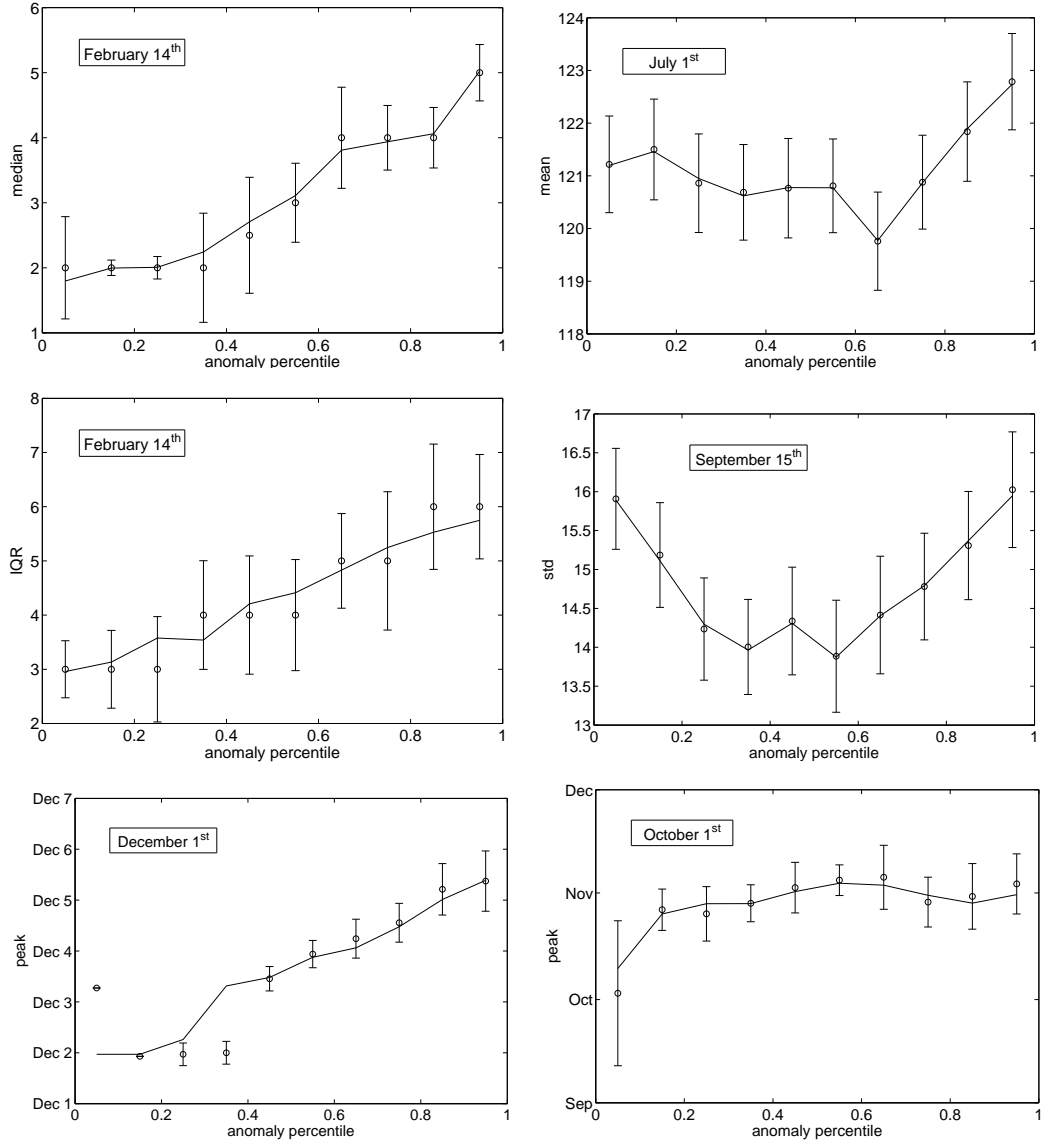 6
5
4
3
2
1
median
February 14th
0 0.2 0.4 0.6 0.8 1
anomaly percentile
124
123
122
121
120
119
118
mean
July 1st
0 0.2 0.4 0.6 0.8 1
anomaly percentile
8
7
6
5
4
3
2
IQR
February 14th
0 0.2 0.4 0.6 0.8 1
anomaly percentile
17
16
15.5
15
14.5
14
13.5
13
std
September 15th
0 0.2 0.4 0.6 0.8 1
anomaly percentile
Dec 7
Dec 6
Dec 5
Dec 4
Dec 3
Dec 2
Dec 1
peak
December 1st
0 0.2 0.4 0.6 0.8 1
anomaly percentile
Dec
Nov
Oct
Sep
peak
October 1st
0 0.2 0.4 0.6 0.8 1
anomaly percentile